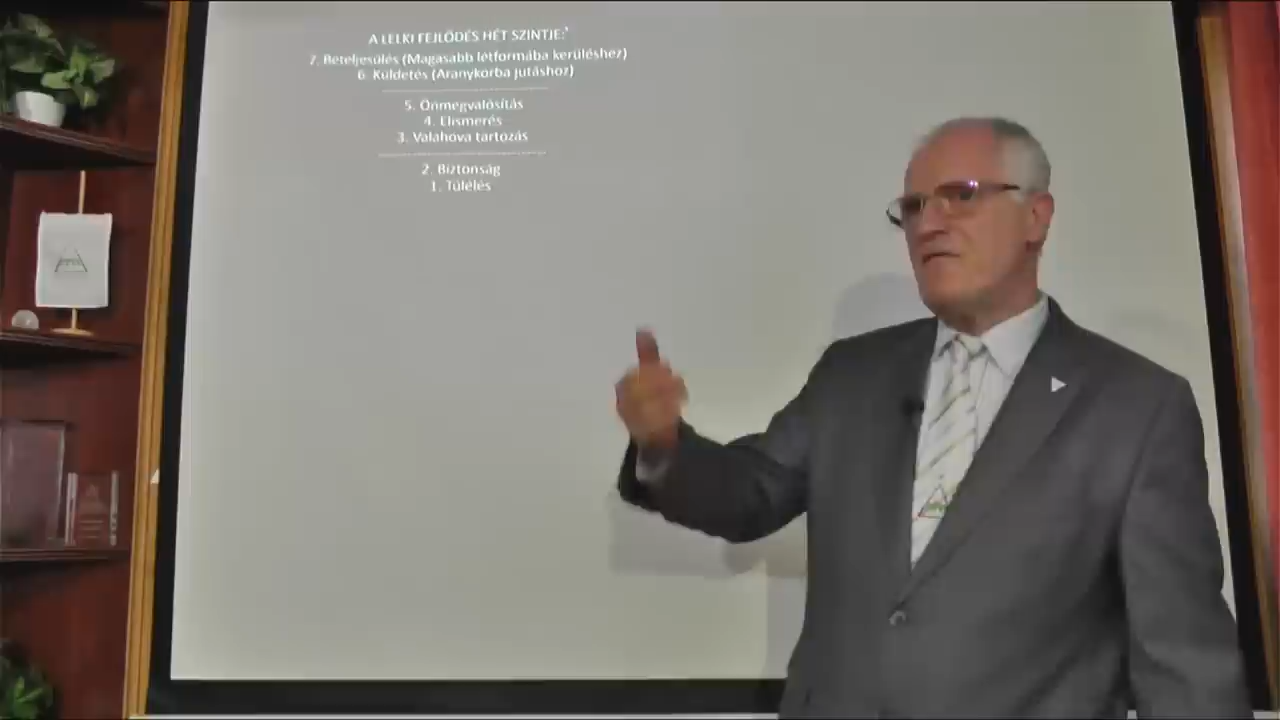 A LELKI FEJLŐDÉS HÉT SZINTJE:
7. Beteljesülés (Magasabb létformába kerüléshez)
6. Küldetés (Aranykorba jutáshoz)
5. Önmegvalósítás
4. Elismerés
3. Valahova tartozás
2. Biztonság
1. Túlélés